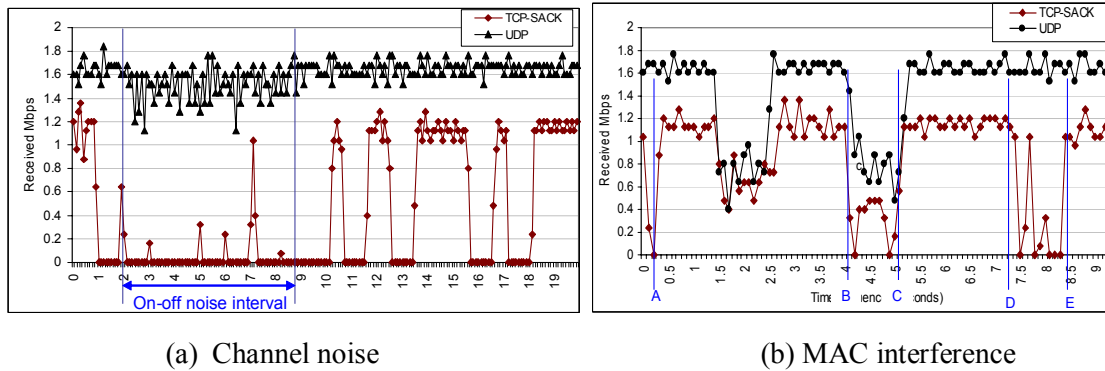 TCP-SACK
UDP
Received Mbps
2
1.8
1.6
1.4
1.2
1
0.8
0.6
0.4
0.2
0
0 1 2 3 4 5 6 7 8 9 10 11 12 13 14 15 16 17 18 19
On-off noise interval
(a) Channel noise
TCP-SACK
UDP
Received Mbps
2
1.8
1.6
1.4
1.2
1
0.8
0.6
0.4
0.2
0
c
0 0.5 1 1.5 2 2.5 3 3.5 4 4.5 5 5.5 6 6.5 7 7.5 8 8.5 9
A B C D E
(b) MAC interference